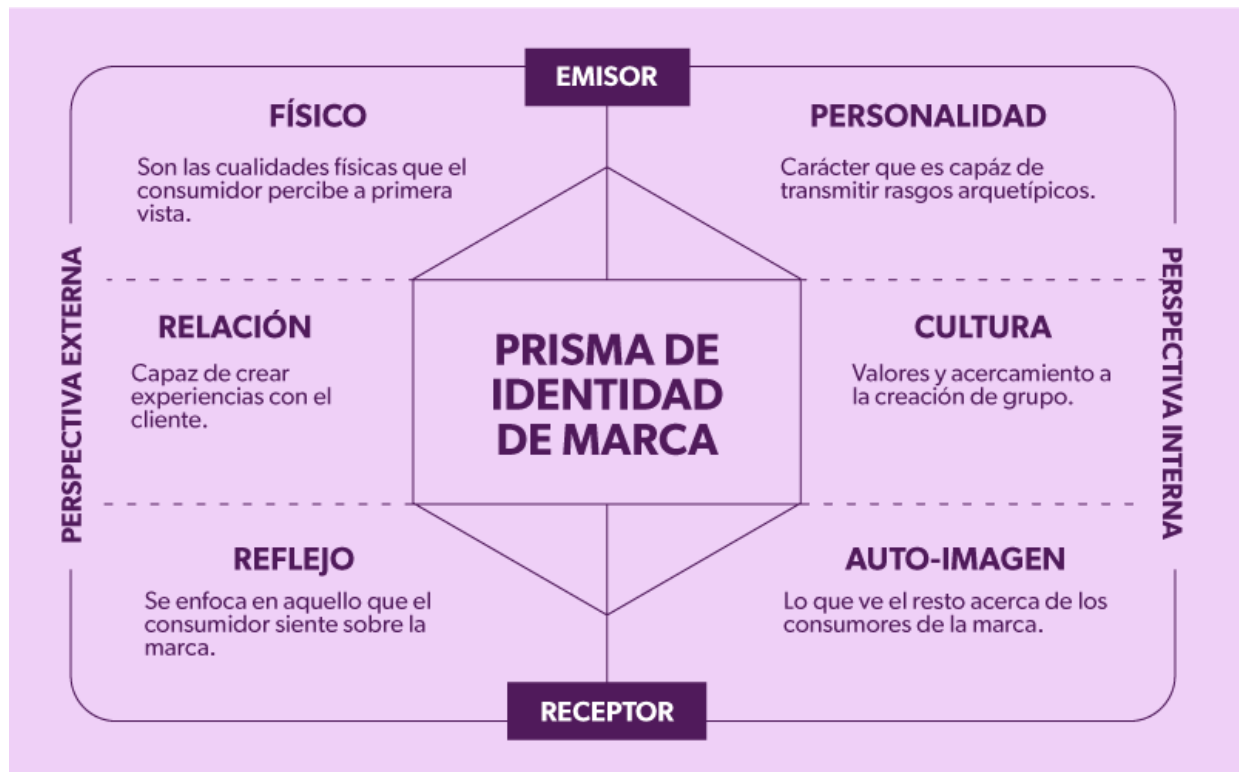 EMISOR
FÍSICO
Son las cualidades físicas que el
consumidor percibe a primera
vista.
PERSONALIDAD
Carácter que es capáz de
transmitir rasgos arquetípicos.
PERSPECTIVA EXTERNA
RELACIÓN
Capaz de crear
experiencias con el
cliente.
PRISMA DE
IDENTIDAD
DE MARCA
CULTURA
Valores y acercamiento a
la creación de grupo.
PERSPECTIVA INTERNA
REFLEJO
Se enfoca en aquello que el
consumidor siente sobre la
marca.
AUTO-IMAGEN
Lo que ve el resto acerca de los
consumores de la marca.
RECEPTOR